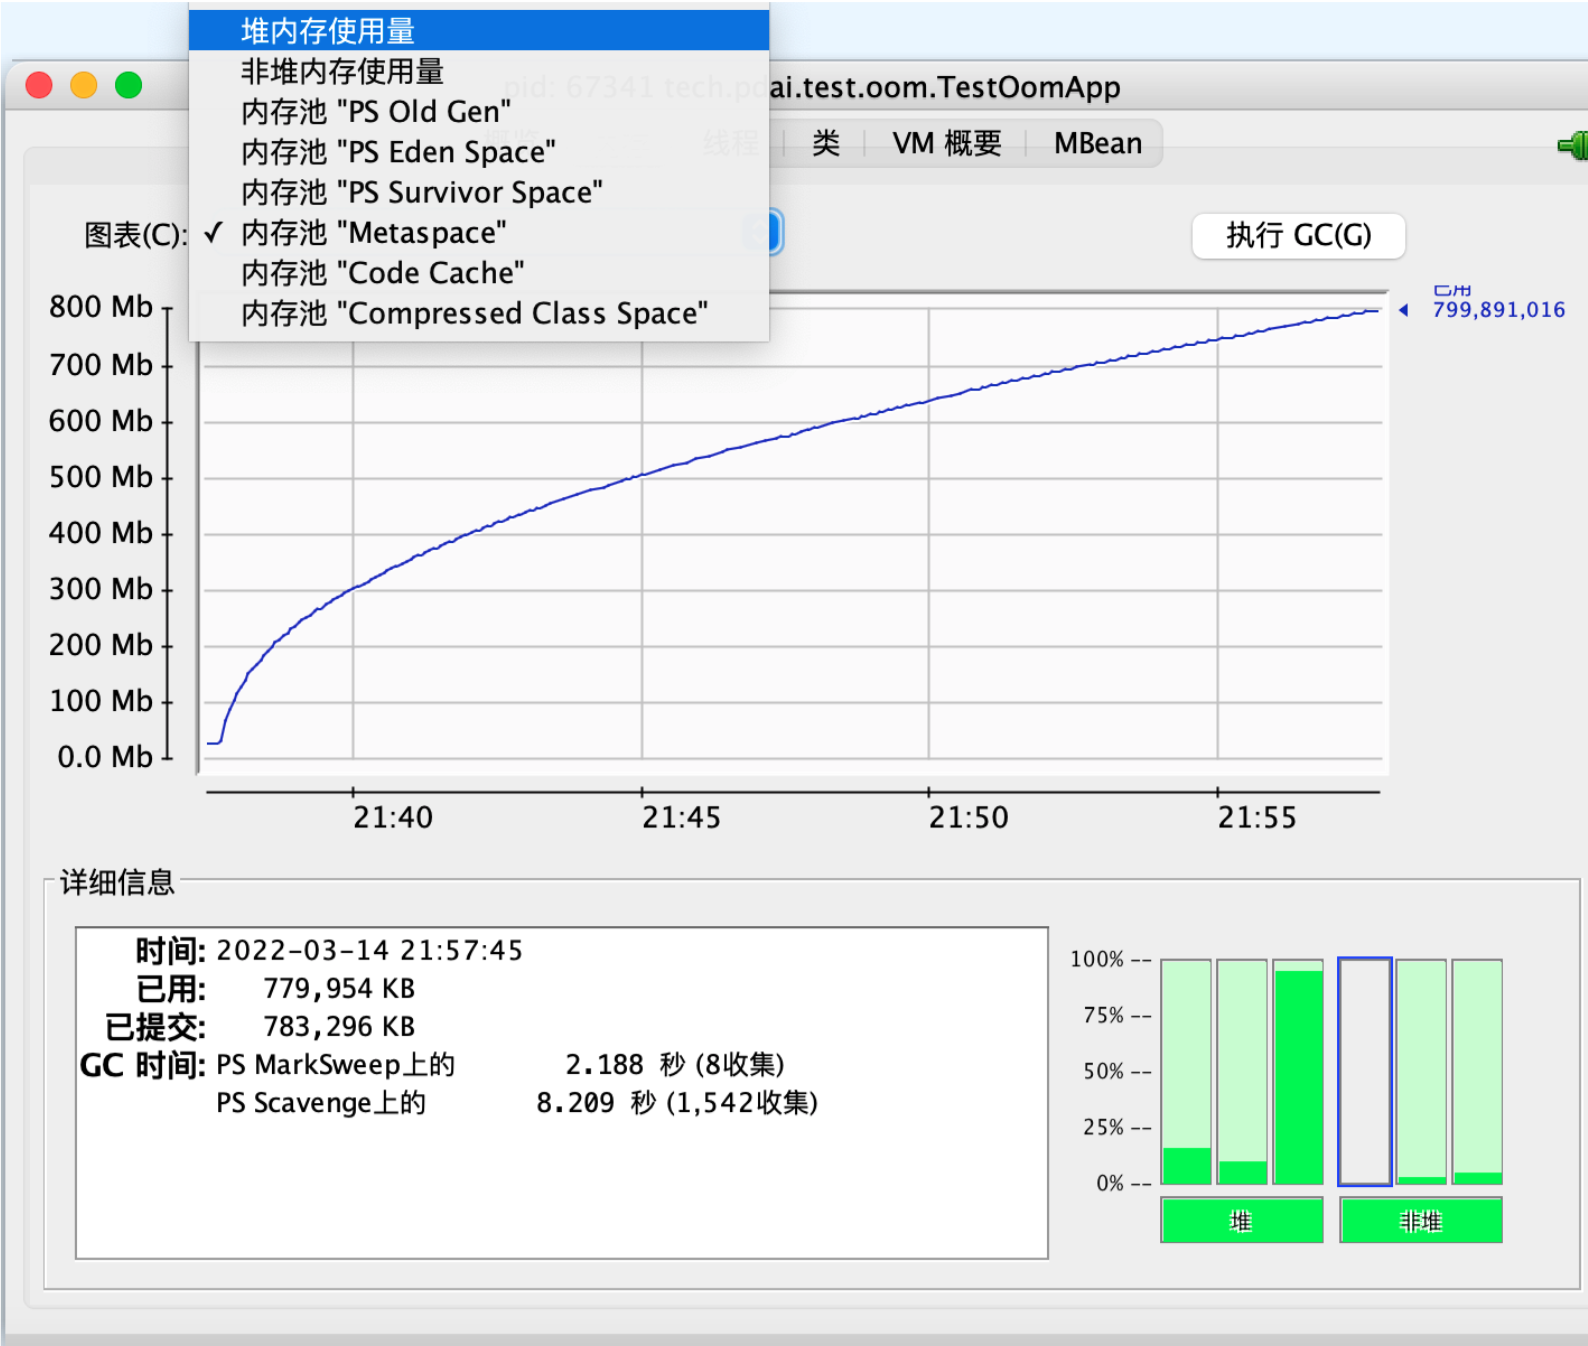 堆内存使用量
非堆内存使用量
pid: 67341 tech.pdai.test.oom.TestOomApp
内存池 "PS Old Gen"
概览 线程 类 VM 概要 MBean
内存池 "PS Eden Space"
内存池 "PS Survivor Space"
图表(C): ✓ 内存池 "Metaspace"
执行 GC(G)
内存池 "Code Cache"
内存池 "Compressed Class Space"
已用
799,891,016
800 Mb
700 Mb
600 Mb
500 Mb
400 Mb
300 Mb
200 Mb
100 Mb
0.0 Mb
21:40 21:45 21:50 21:55
详细信息
时间: 2022-03-14 21:57:45
已用: 779,954 KB
已提交: 783,296 KB
GC 时间: PS MarkSweep上的 2.188 秒 (8收集)
PS Scavenge上的 8.209 秒 (1,542收集)
100% --
75% --
50% --
25% --
0% --
堆 非堆